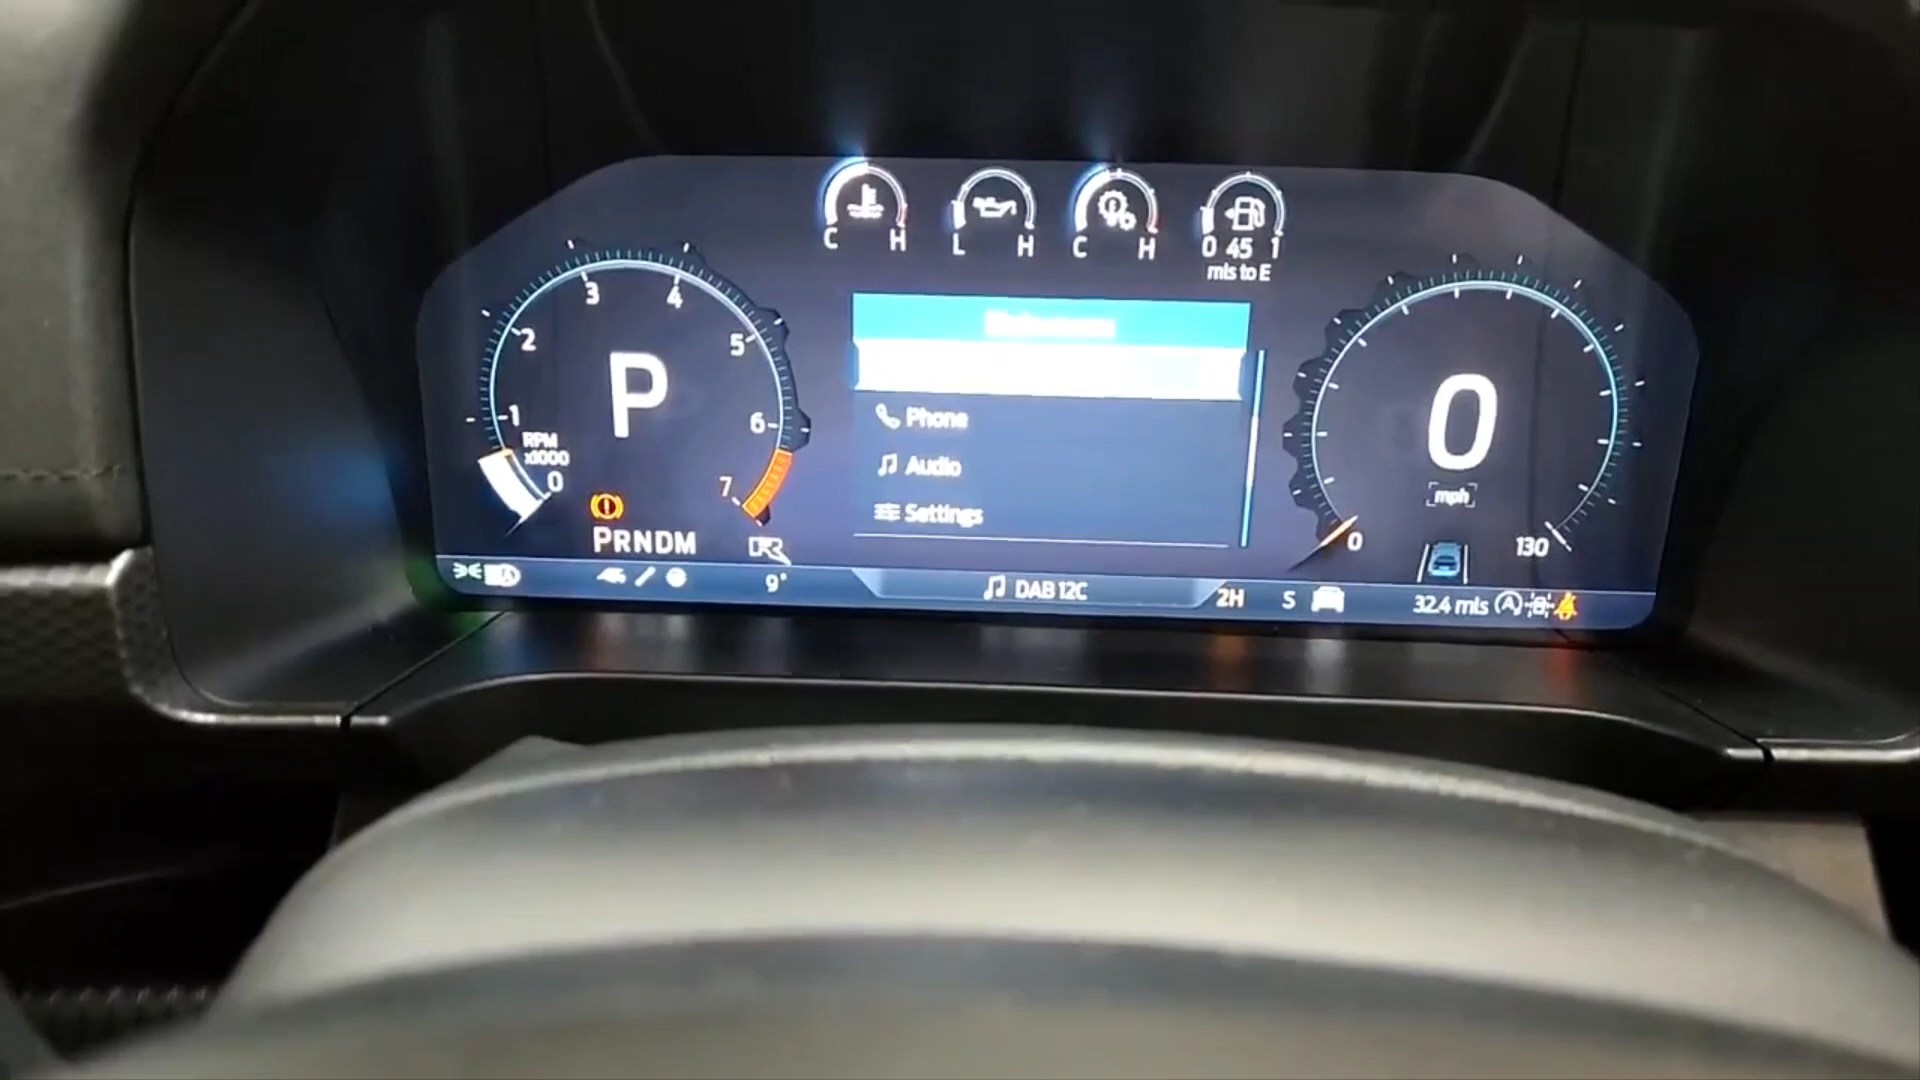 C H
L H
C H
0 45 1
mls to E
3 4
2 5
1 6
RPM
x1000
0
7
P
PRNDM
Phone
Audio
Settings
0
mph
0 130
9°
DAB 12C
2H
S
32.4 mls